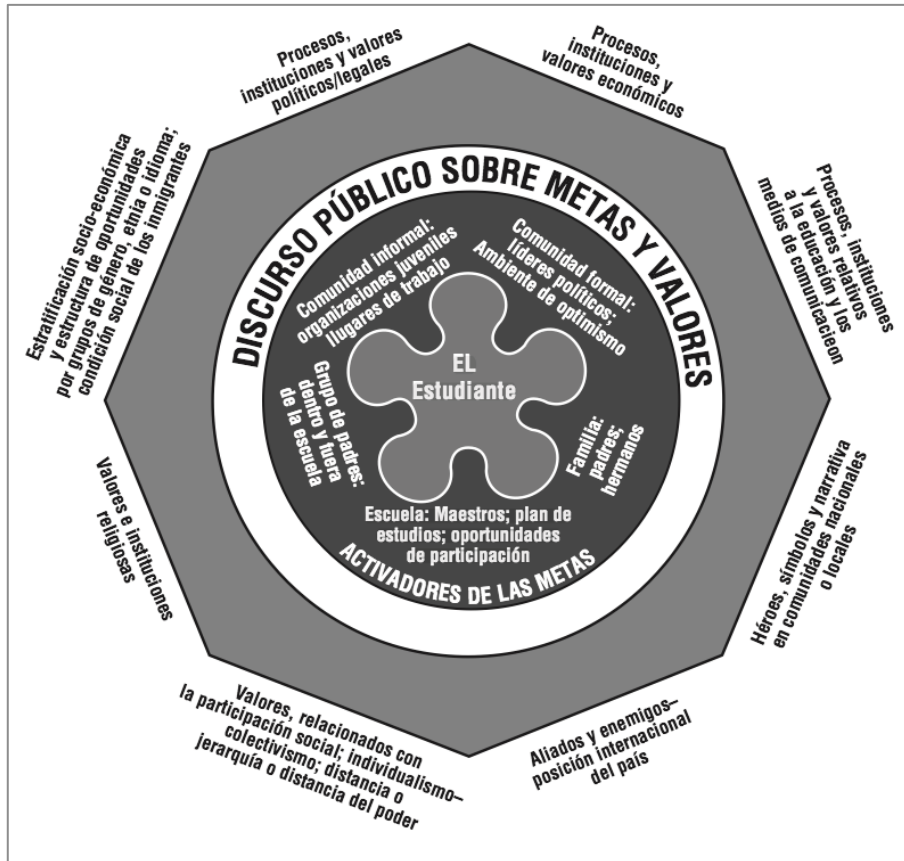 Procesos,
instituciones y valores
políticos/legales
Procesos,
instituciones y
valores económicos
Procesos, instituciones
y valores relativos
a la educación y los
medios de comunicacieon
Héroes, símbolos y narrativa
en comunidades nacionales
o locales
Aliados y enemigos–
posición internacional
del país
Valores, relacionados con
la participación social; individualismo–
colectivismo; distancia o
jerarquía o distancia del poder
Valores e instituciones
religiosas
Estratificación socio-económica
y estructura de oportunidades
por grupos de género, etnia o idioma;
condición social de los inmigrantes
DISCURSO PÚBLICO SOBRE METAS Y VALORES
Comunidad informal:
organizaciones juveniles
llugares de trabajo
Comunidad formal:
líderes políticos;
Ambiente de optimismo
Familia:
padres;
hermanos
Escuela: Maestros; plan de
estudios; oportunidades
de participación
Grupo de padres:
dentro y fuera
de la escuela
EL
Estudiante
ACTIVADORES DE LAS METAS